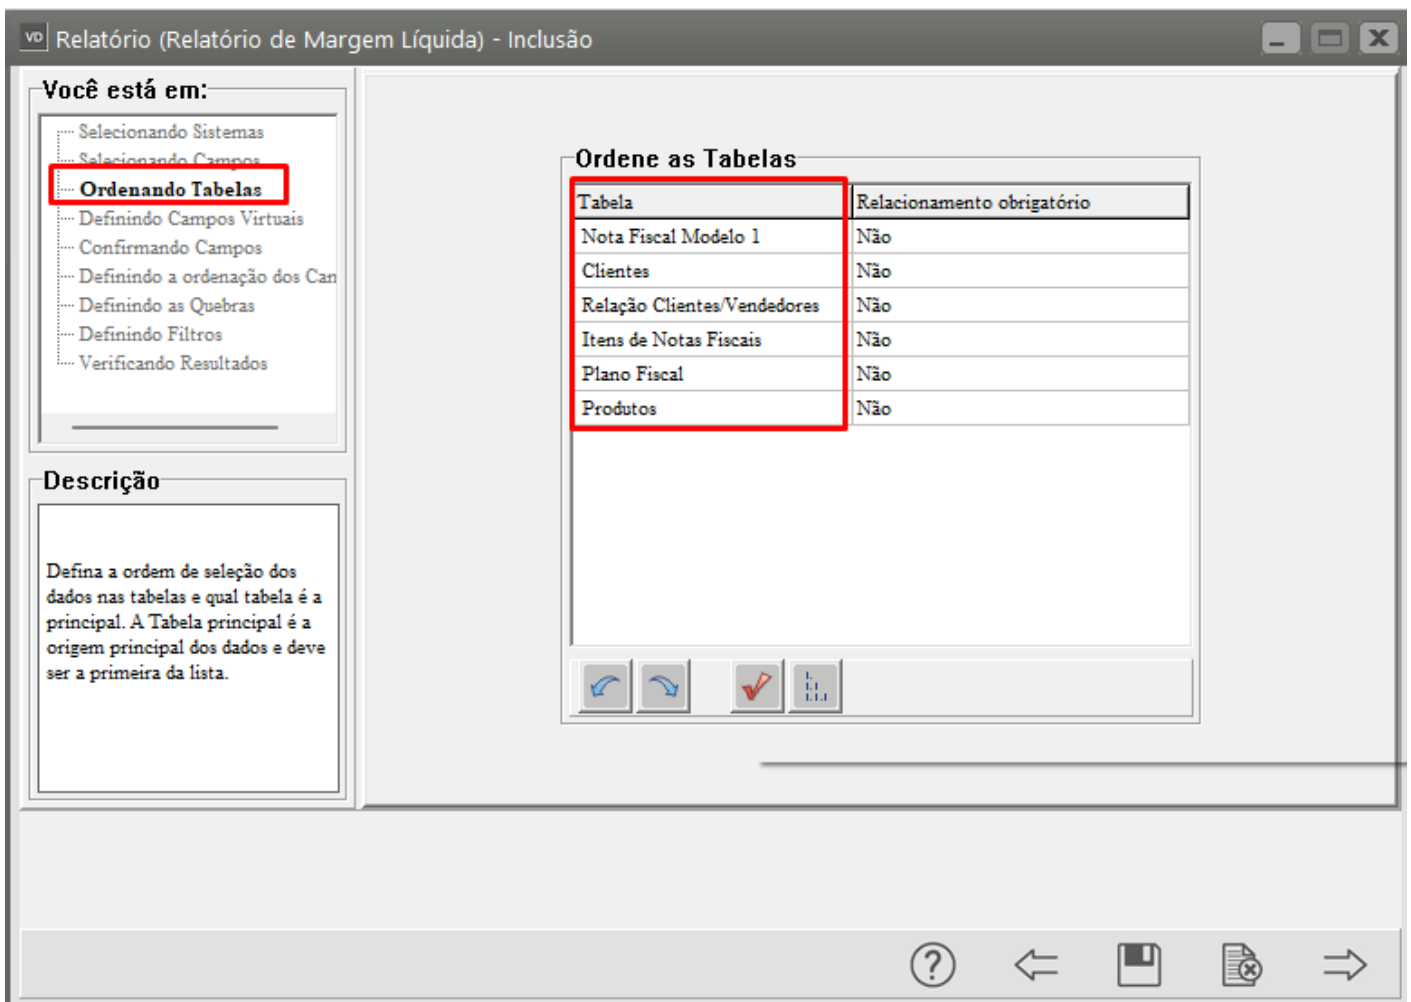 VD Relatório (Relatório de Margem Líquida) - Inclusão
Você está em:
Selecionando Sistemas
Selecionando Campos
Ordenando Tabelas
Definindo Campos Virtuais
Confirmando Campos
Definindo a ordenação dos Can
Definindo as Quebras
Definindo Filtros
Verificando Resultados
Descrição
Defina a ordem de seleção dos
dados nas tabelas e qual tabela é a
principal. A Tabela principal é a
origem principal dos dados e deve
ser a primeira da lista.
Ordene as Tabelas
Tabela Relacionamento obrigatório
Nota Fiscal Modelo 1 Não
Clientes Não
Relação Clientes/Vendedores Não
Itens de Notas Fiscais Não
Plano Fiscal Não
Produtos Não